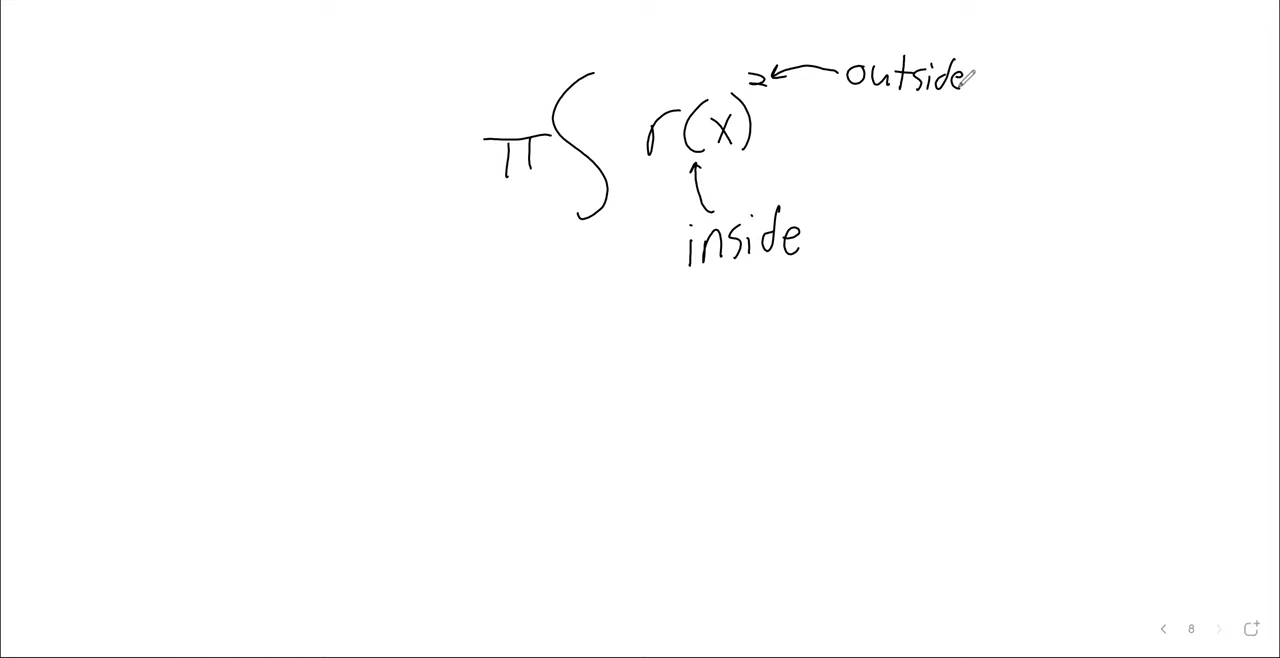 π∫ r(x)² ← outside
inside
8